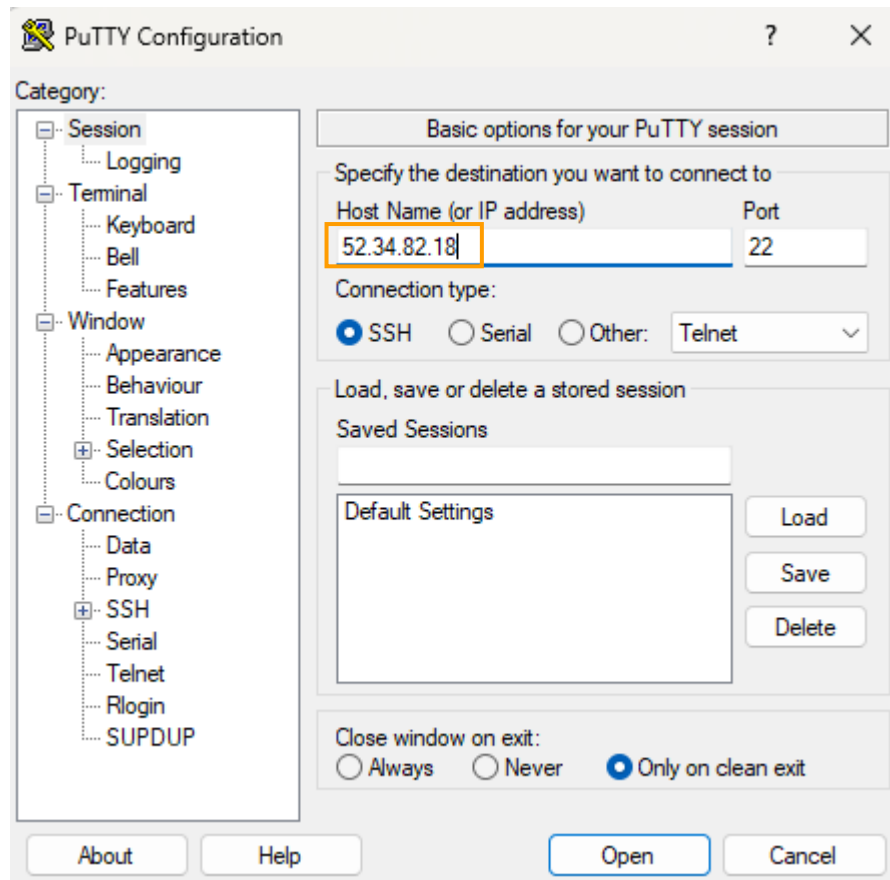 PuTTY Configuration ?
Category:
Session
Logging
Terminal
Keyboard
Bell
Features
Window
Appearance
Behaviour
Translation
Selection
Colours
Connection
Data
Proxy
SSH
Serial
Telnet
Rlogin
SUPDUP
Basic options for your PuTTY session
Specify the destination you want to connect to
Host Name (or IP address) Port
52.34.82.18 22
Connection type:
SSH Serial Other: Telnet
Load, save or delete a stored session
Saved Sessions
Default Settings
Load
Save
Delete
Close window on exit:
Always Never Only on clean exit
About Help Open Cancel